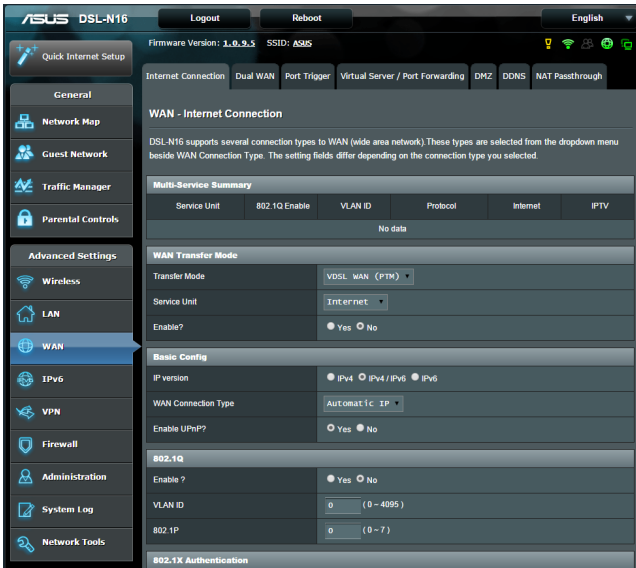 ASUS DSL-N16 Logout Reboot English
Firmware Version: 1.0.9.5 SSID: ASUS
Quick Internet Setup
General
Network Map
Guest Network
Traffic Manager
Parental Controls
Advanced Settings
Wireless
LAN
WAN
IPv6
VPN
Firewall
Administration
System Log
Network Tools
Internet Connection Dual WAN Port Trigger Virtual Server / Port Forwarding DMZ DDNS NAT Passthrough
WAN - Internet Connection
DSL-N16 supports several connection types to WAN (wide area network).These types are selected from the dropdown menu
beside WAN Connection Type. The setting fields differ depending on the connection type you selected.
Multi-Service Summary
Service Unit 802.1Q Enable VLAN ID Protocol Internet IPTV
No data
WAN Transfer Mode
Transfer Mode VDSL WAN (PTM)
Service Unit Internet
Enable? Yes No
Basic Config
IP version IPv4 IPv4 / IPv6 IPv6
WAN Connection Type Automatic IP
Enable UPnP? Yes No
802.1Q
Enable ? Yes No
VLAN ID 0 ( 0 ~ 4095 )
802.1P 0 ( 0 ~ 7 )
802.1X Authentication